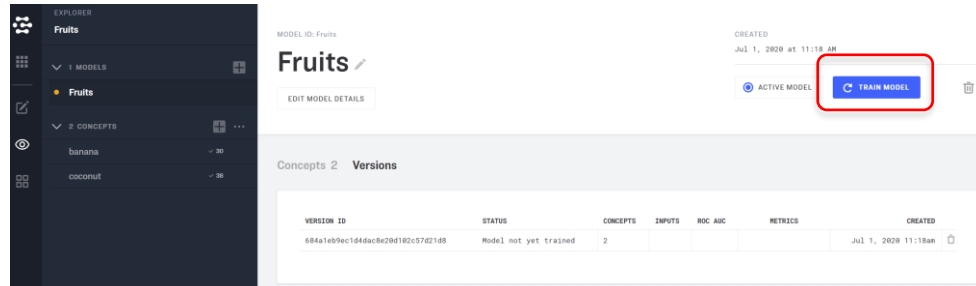 EXPLORER
Fruits
1 MODELS
Fruits
2 CONCEPTS
banana
30
coconut
36
MODEL ID: Fruits
Fruits
EDIT MODEL DETAILS
CREATED
Jul 1, 2020 at 11:18 AM
ACTIVE MODEL
TRAIN MODEL
Concepts 2 Versions
VERSION ID STATUS CONCEPTS INPUTS ROC AUC METRICS CREATED
684a1eb9ec1d4dac8e20d102c57d21d8 Model not yet trained 2 Jul 1, 2020 11:18am